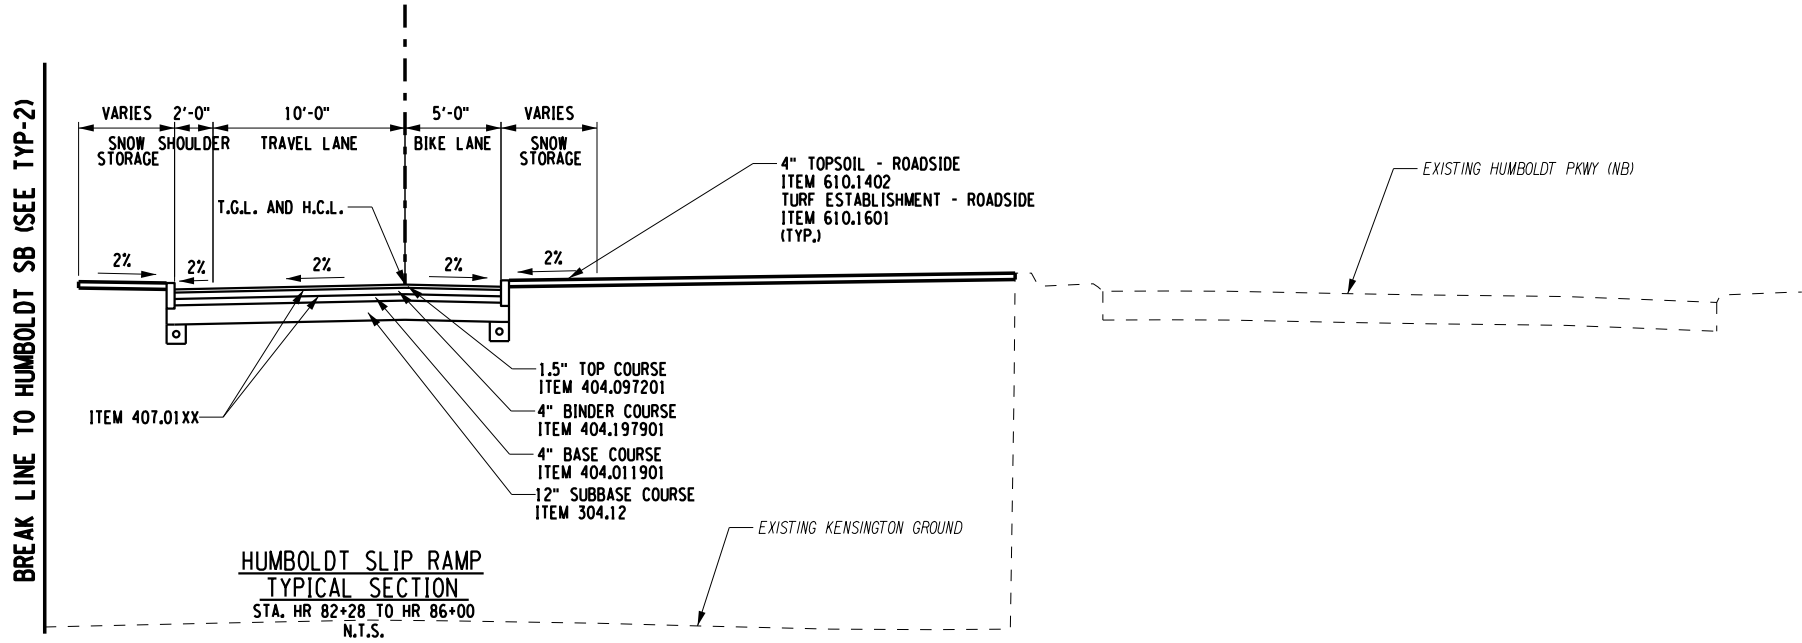 BREAK LINE TO HUMBOLDT SB (SEE TYP-2)
VARIES
2'-0"
10'-0"
5'-0"
VARIES
SNOW STORAGE
SHOULDER
TRAVEL LANE
BIKE LANE
SNOW STORAGE
T.G.L. AND H.C.L.
2%
2%
2%
2%
2%
4" TOPSOIL - ROADSIDE
ITEM 610.1402
TURF ESTABLISHMENT - ROADSIDE
ITEM 610.1601
(TYP.)
EXISTING HUMBOLDT PKWY (NB)
ITEM 407.01XX
1.5" TOP COURSE
ITEM 404.097201
4" BINDER COURSE
ITEM 404.197901
4" BASE COURSE
ITEM 404.011901
12" SUBBASE COURSE
ITEM 304.12
EXISTING KENSINGTON GROUND
HUMBOLDT SLIP RAMP
TYPICAL SECTION
STA. HR 82+28 TO HR 86+00
N.T.S.